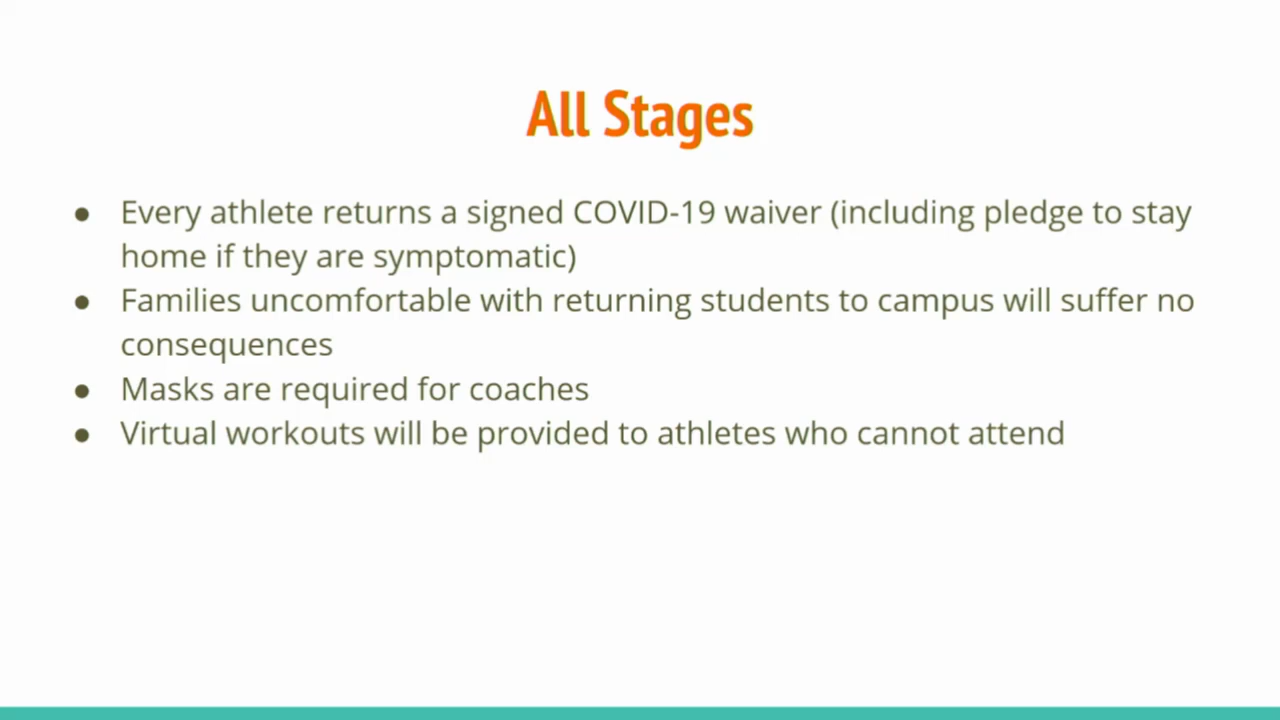 All Stages
● Every athlete returns a signed COVID-19 waiver (including pledge to stay
home if they are symptomatic)
● Families uncomfortable with returning students to campus will suffer no
consequences
● Masks are required for coaches
● Virtual workouts will be provided to athletes who cannot attend